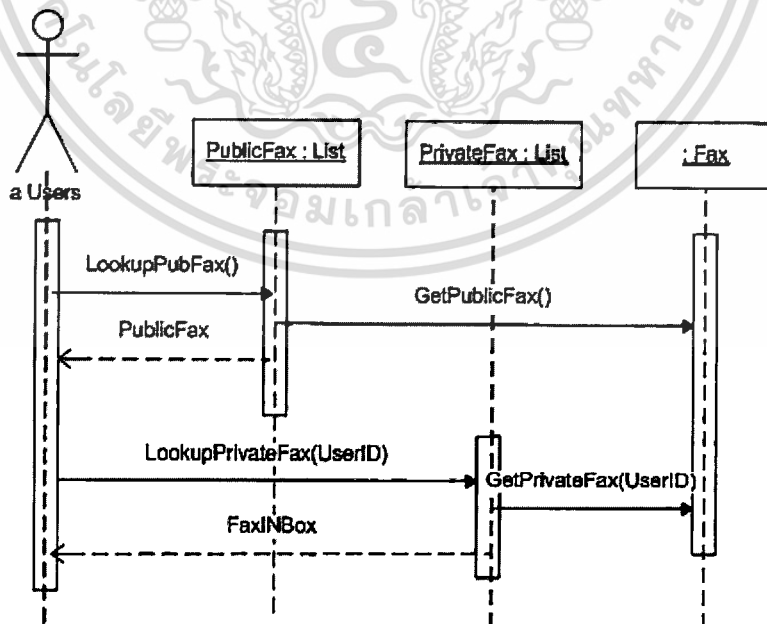 PublicFax : List
PrivateFax : List
: Fax
a Users
LookupPubFax()
GetPublicFax()
PublicFax
LookupPrivateFax(UserID)
GetPrivateFax(UserID)
FaxINBox